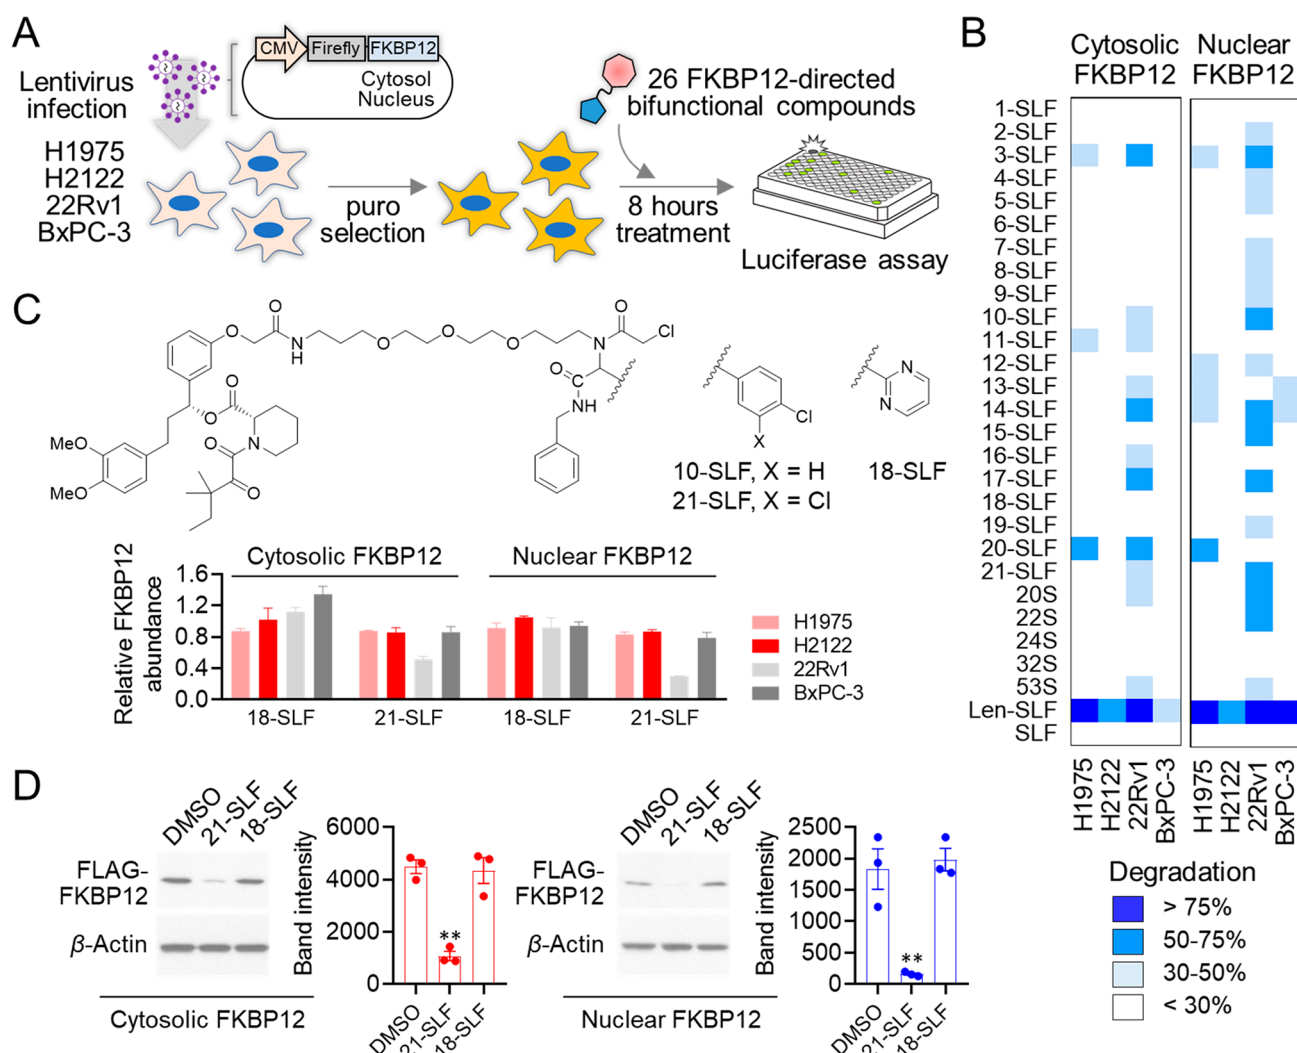 A
Lentivirus
infection
CMV
Firefly
FKBP12
Cytosol
Nucleus
H1975
H2122
22Rv1
BxPC-3
puro
selection
26 FKBP12-directed
bifunctional compounds
8 hours
treatment
Luciferase assay
B
Cytosolic
FKBP12
Nuclear
FKBP12
1-SLF
2-SLF
3-SLF
4-SLF
5-SLF
6-SLF
7-SLF
8-SLF
9-SLF
10-SLF
11-SLF
12-SLF
13-SLF
14-SLF
15-SLF
16-SLF
17-SLF
18-SLF
19-SLF
20-SLF
21-SLF
20S
22S
24S
32S
53S
Len-SLF
SLF
H1975
H2122
22Rv1
BxPC-3
H1975
H2122
22Rv1
BxPC-3
Degradation
> 75%
50-75%
30-50%
< 30%
C
O
O
N
H
O
O
O
N
O
Cl
O
NH
O
O
N
O
O
MeO
MeO
Cl
X
N
N
10-SLF, X = H
21-SLF, X = Cl
18-SLF
Cytosolic FKBP12
Nuclear FKBP12
Relative FKBP12
abundance
1.6
1.2
0.8
0.4
0.0
18-SLF
21-SLF
18-SLF
21-SLF
H1975
H2122
22Rv1
BxPC-3
D
DMSO
21-SLF
18-SLF
FLAG-
FKBP12
β-Actin
Cytosolic FKBP12
Band intensity
6000
4000
2000
0
**
DMSO
21-SLF
18-SLF
DMSO
21-SLF
18-SLF
FLAG-
FKBP12
β-Actin
Nuclear FKBP12
Band intensity
2500
2000
1500
1000
500
0
**
DMSO
21-SLF
18-SLF